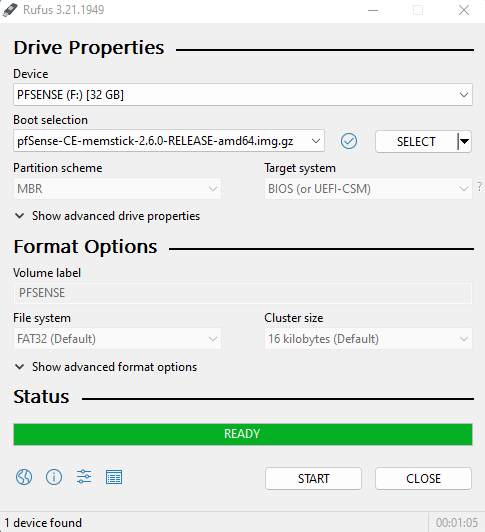 Rufus 3.21.1949
Drive Properties
Device
PFSENSE (F:) [32 GB]
Boot selection
pfSense-CE-memstick-2.6.0-RELEASE-amd64.img.gz
SELECT
Partition scheme
Target system
MBR
BIOS (or UEFI-CSM)
?
Show advanced drive properties
Format Options
Volume label
PFSENSE
File system
Cluster size
FAT32 (Default)
16 kilobytes (Default)
Show advanced format options
Status
READY
START
CLOSE
1 device found
00:01:05